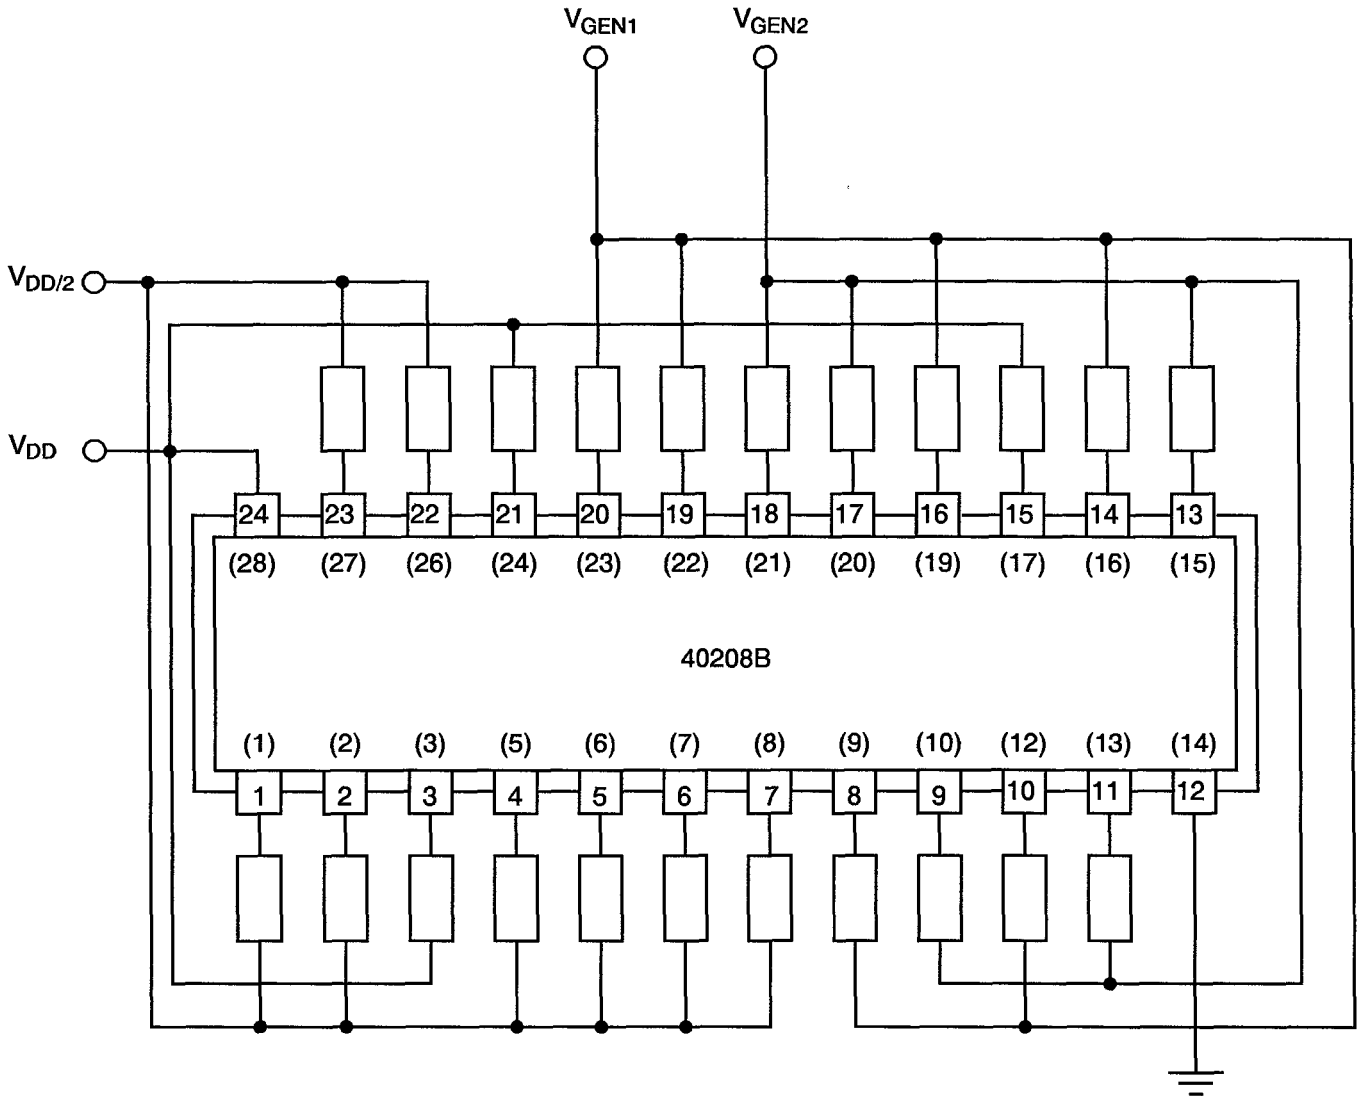 VGEN1 VGEN2
VDD/2
VDD
24 23 22 21 20 19 18 17 16 15 14 13
(28) (27) (26) (24) (23) (22) (21) (20) (19) (17) (16) (15)
40208B
(1) (2) (3) (5) (6) (7) (8) (9) (10) (12) (13) (14)
1 2 3 4 5 6 7 8 9 10 11 12